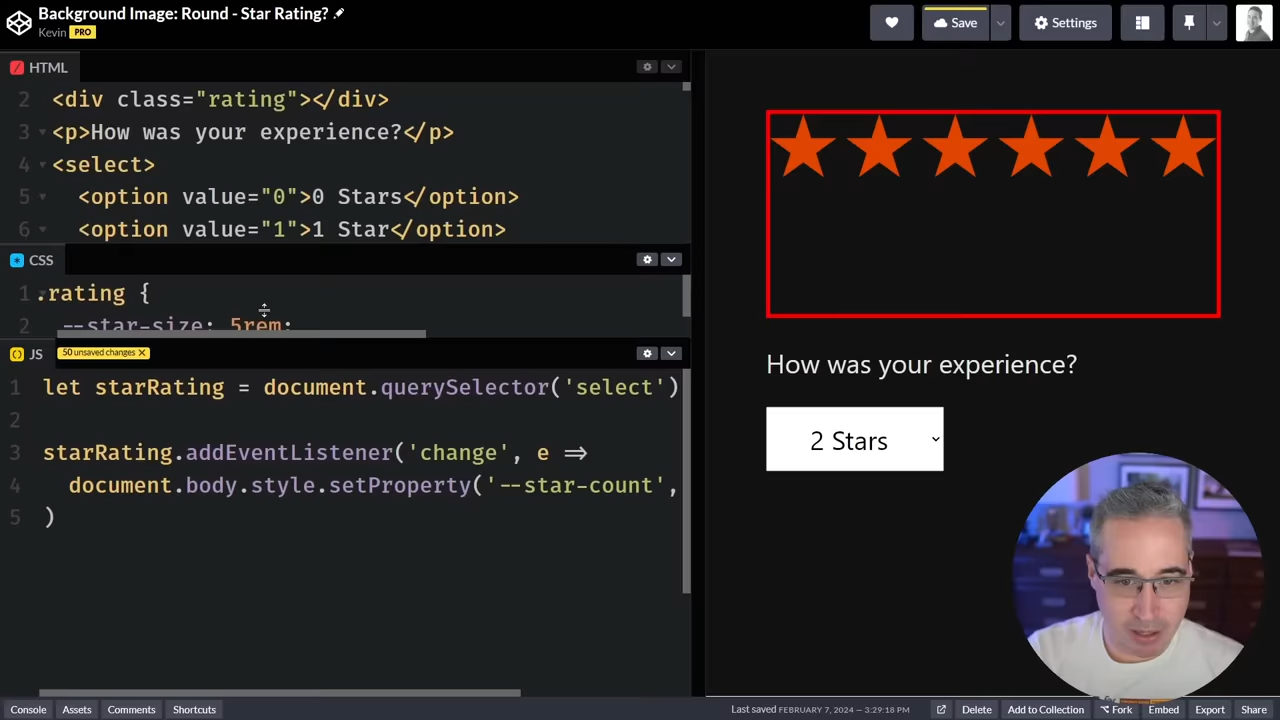 Background Image: Round - Star Rating?
Kevin PRO
Save
Settings
HTML
2 <div class="rating"></div>
3 <p>How was your experience?</p>
4 <select>
5 <option value="0">0 Stars</option>
6 <option value="1">1 Star</option>
CSS
1 .rating {
2 --star-size: 5rem;
JS 50 unsaved changes X
1 let starRating = document.querySelector('select')
2
3 starRating.addEventListener('change', e =>
4 document.body.style.setProperty('--star-count',
5 )
How was your experience?
2 Stars
Console Assets Comments Shortcuts
Last saved FEBRUARY 7, 2024 — 3:29:18 PM
Delete Add to Collection Fork Embed Export Share